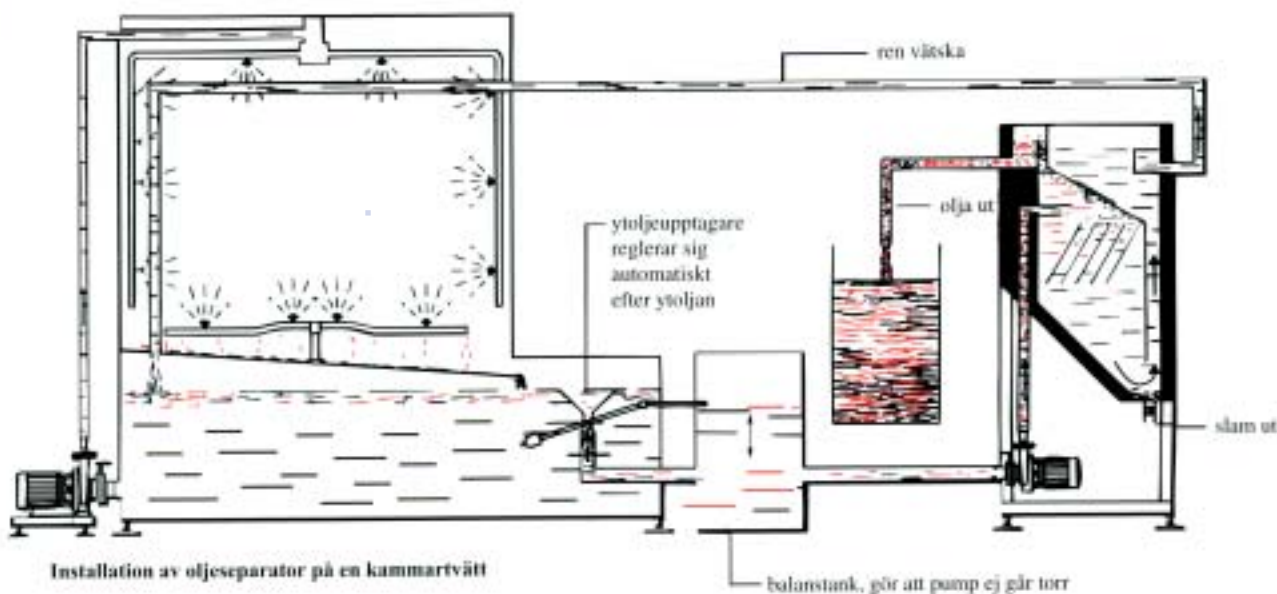 ren vätska
olja ut
ytoljeupptagare
reglerar sig
automatiskt
efter ytoljan
slam ut
Installation av oljeseparator på en kammartvätt
balanstank, gör att pump ej går torr